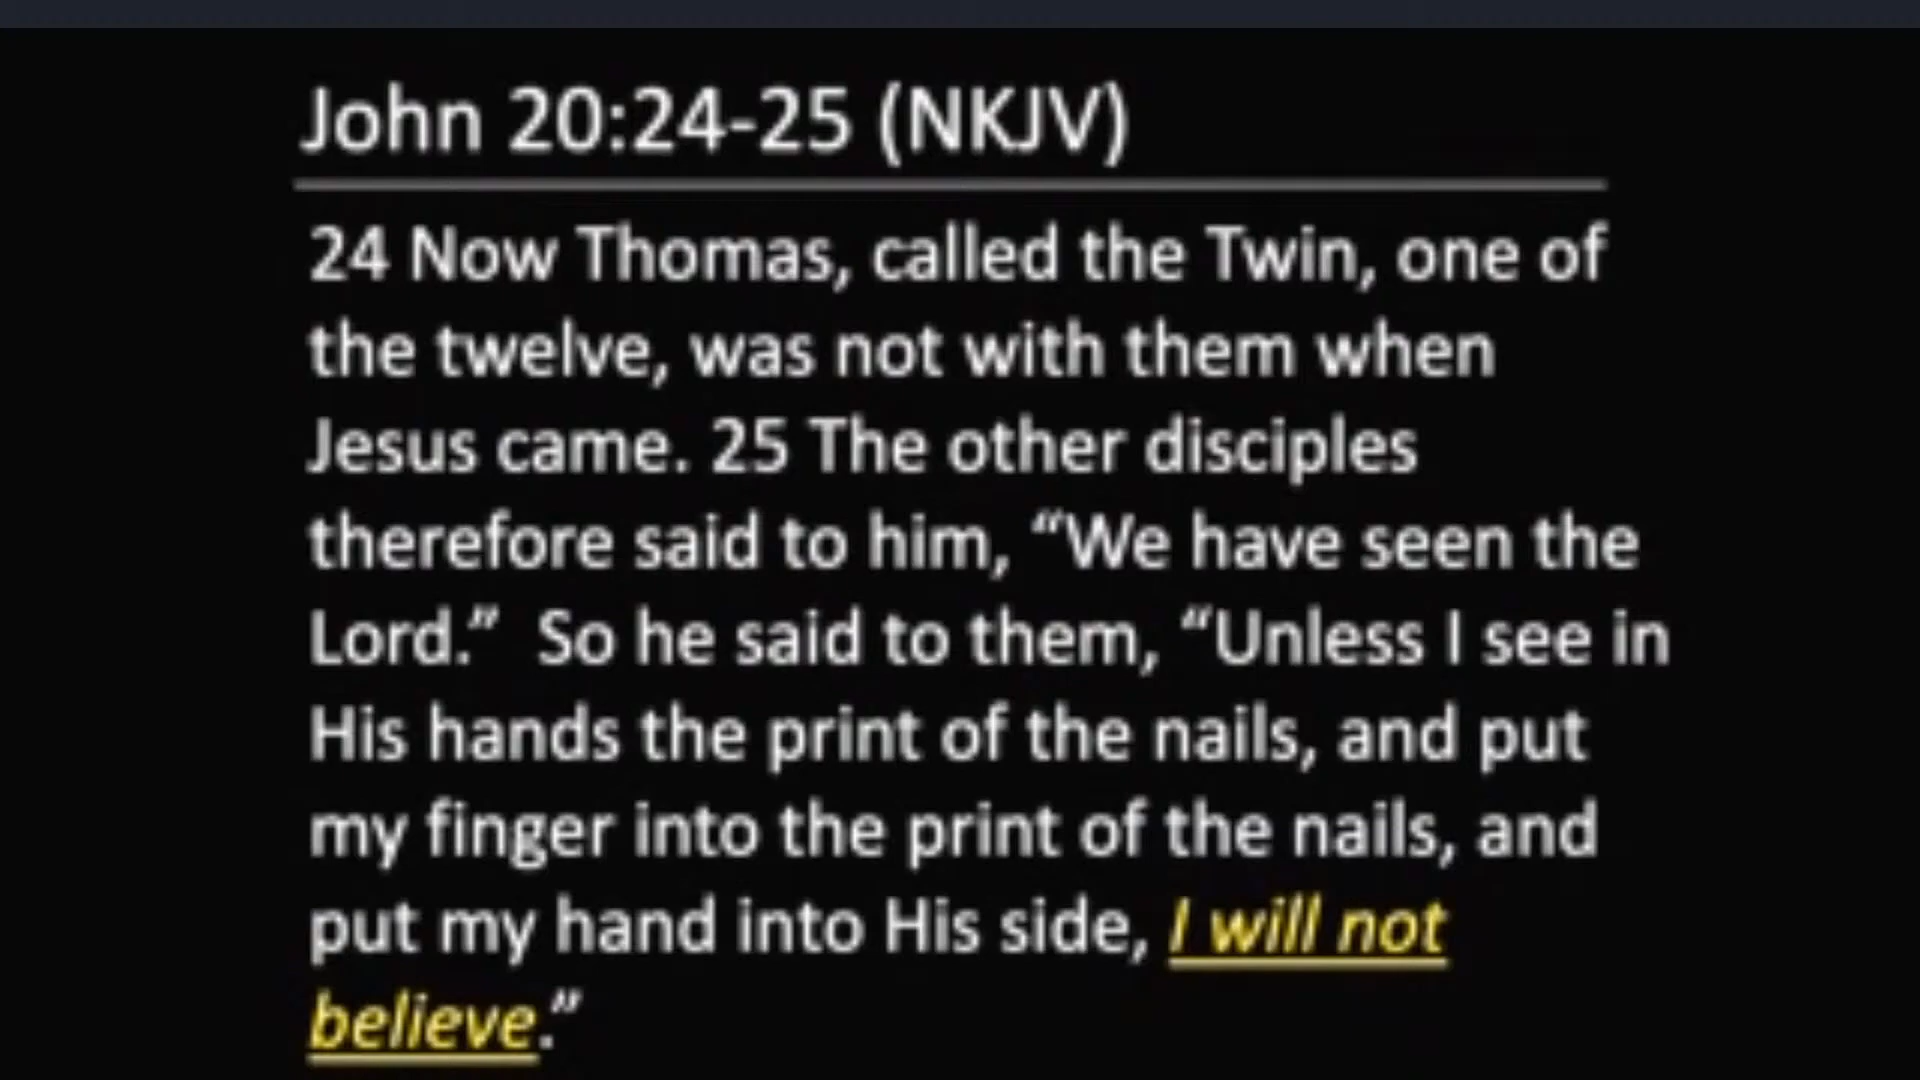 John 20:24-25 (NKJV)
24 Now Thomas, called the Twin, one of
the twelve, was not with them when
Jesus came. 25 The other disciples
therefore said to him, “We have seen the
Lord.”  So he said to them, “Unless I see in
His hands the print of the nails, and put
my finger into the print of the nails, and
put my hand into His side, I will not
believe.”